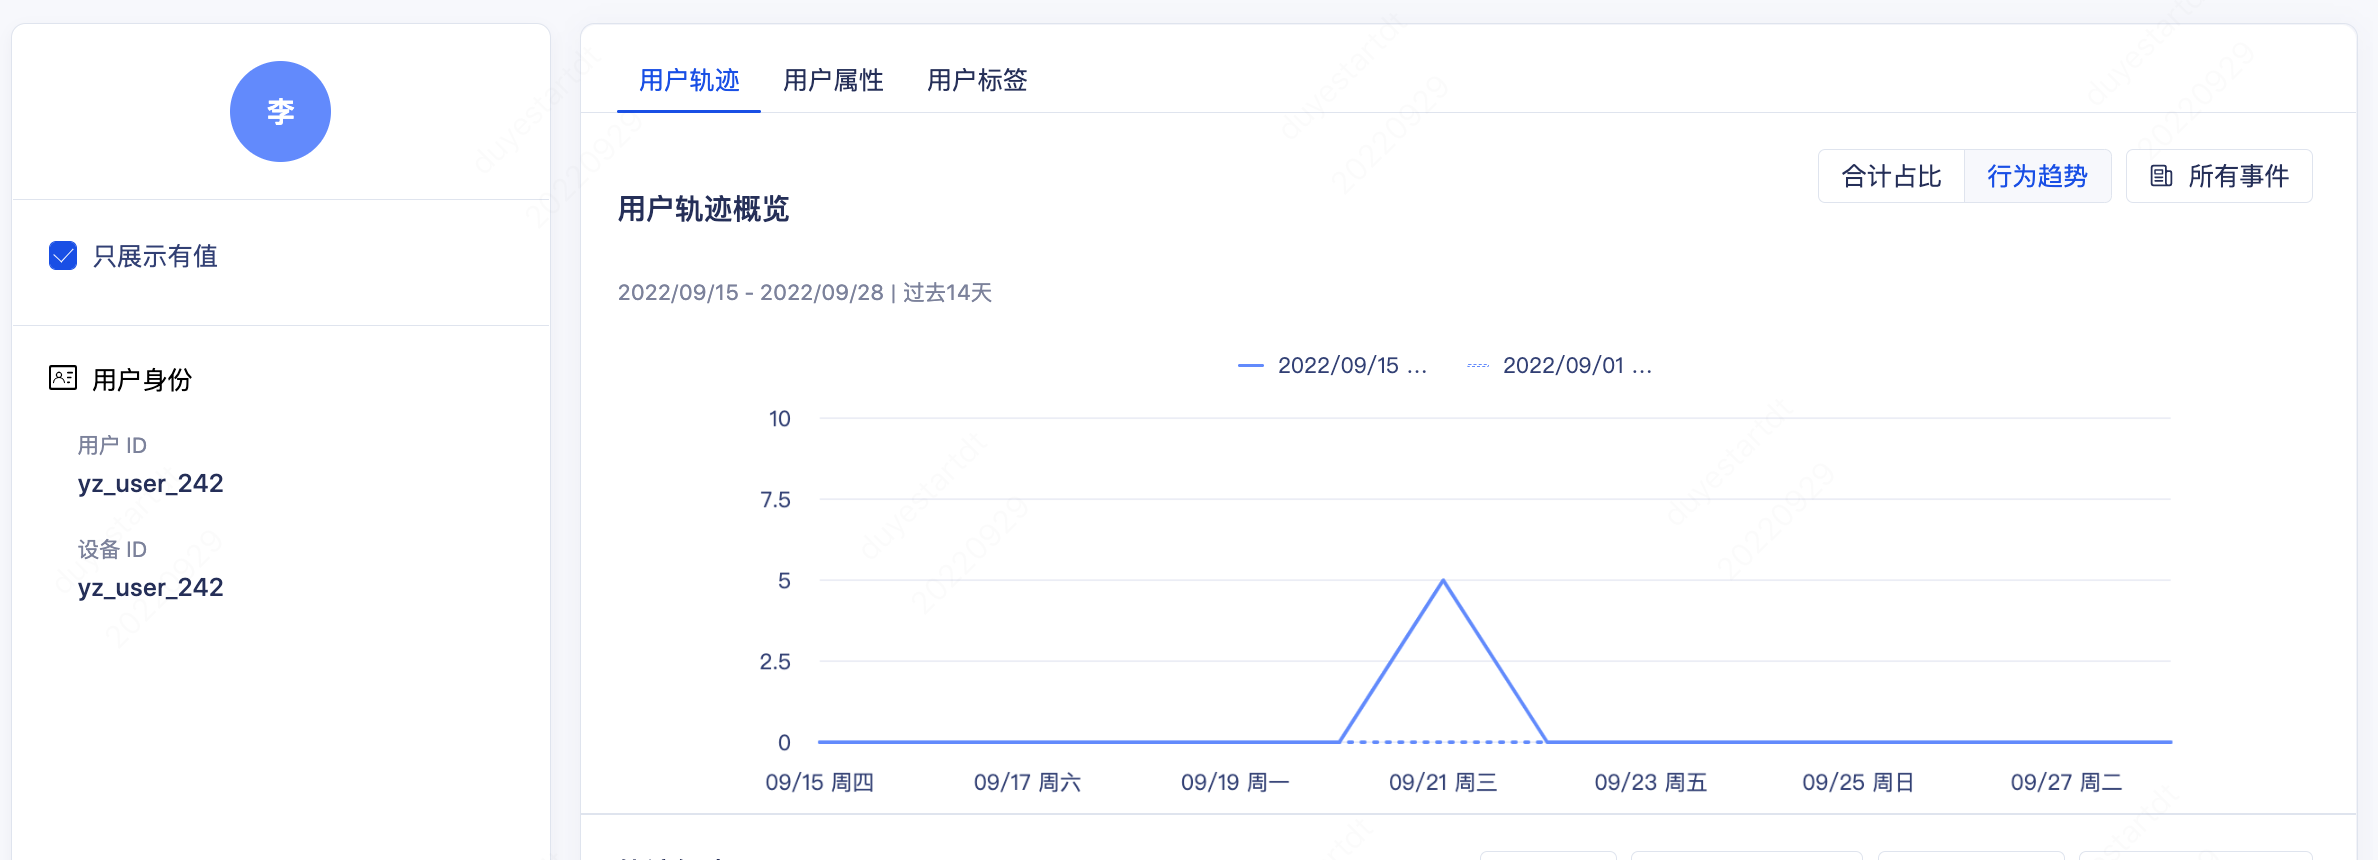 李
只展示有值
用户身份
用户 ID
yz_user_242
设备 ID
yz_user_242
用户轨迹 用户属性 用户标签
合计占比 行为趋势 所有事件
用户轨迹概览
2022/09/15 - 2022/09/28 | 过去14天
2022/09/15 ... 2022/09/01 ...
10
7.5
5
2.5
0
09/15 周四 09/17 周六 09/19 周一 09/21 周三 09/23 周五 09/25 周日 09/27 周二
duyestartdt
20220929